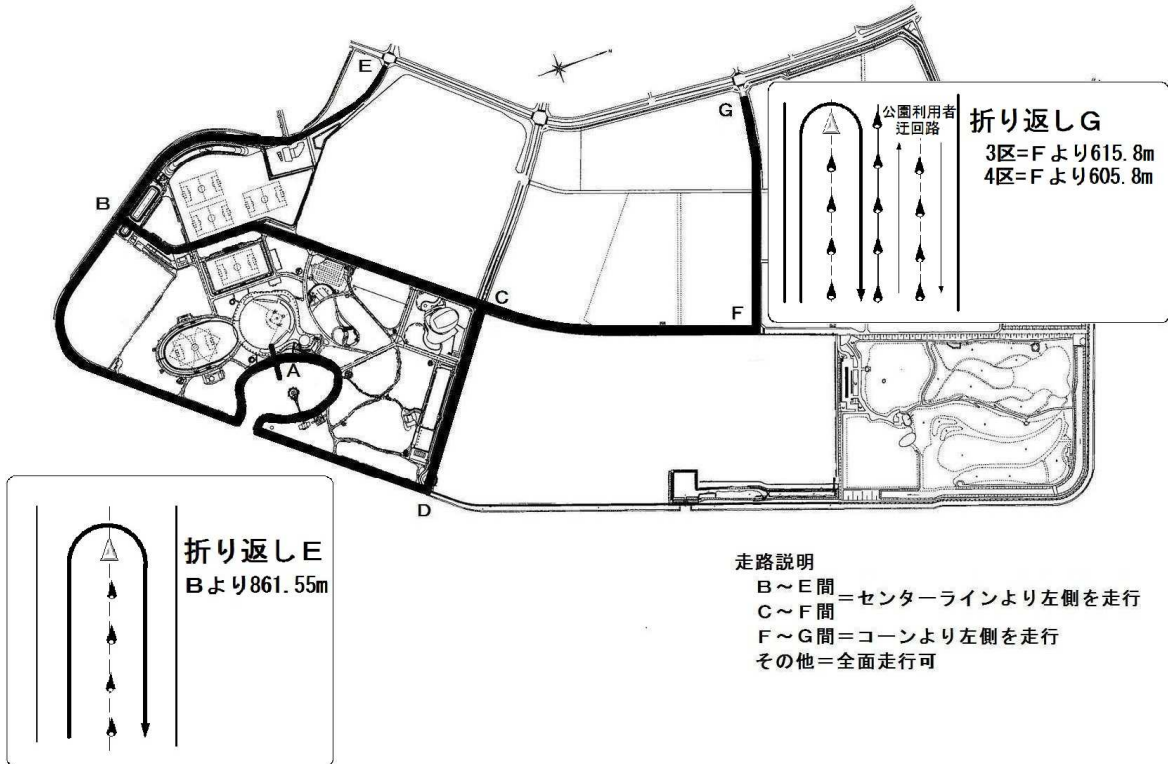 E
G
公園利用者
迂回路
折り返しG
3区=Fより615.8m
4区=Fより605.8m
B
C
F
A
D
折り返しE
Bより861.55m
走路説明
B～E間
C～F間
=センターラインより左側を走行
F～G間=コーンより左側を走行
その他=全面走行可